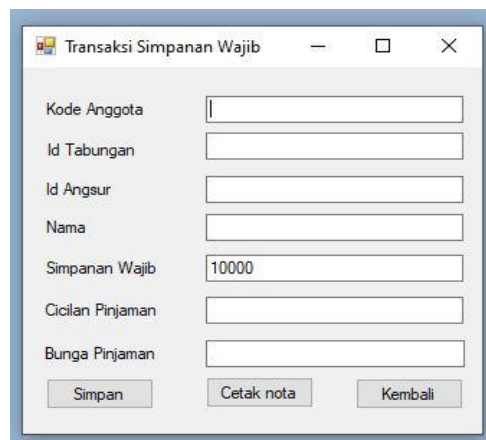 Transaksi Simpanan Wajib
Kode Anggota
Id Tabungan
Id Angsur
Nama
Simpanan Wajib 10000
Cicilan Pinjaman
Bunga Pinjaman
Simpan Cetak nota Kembali